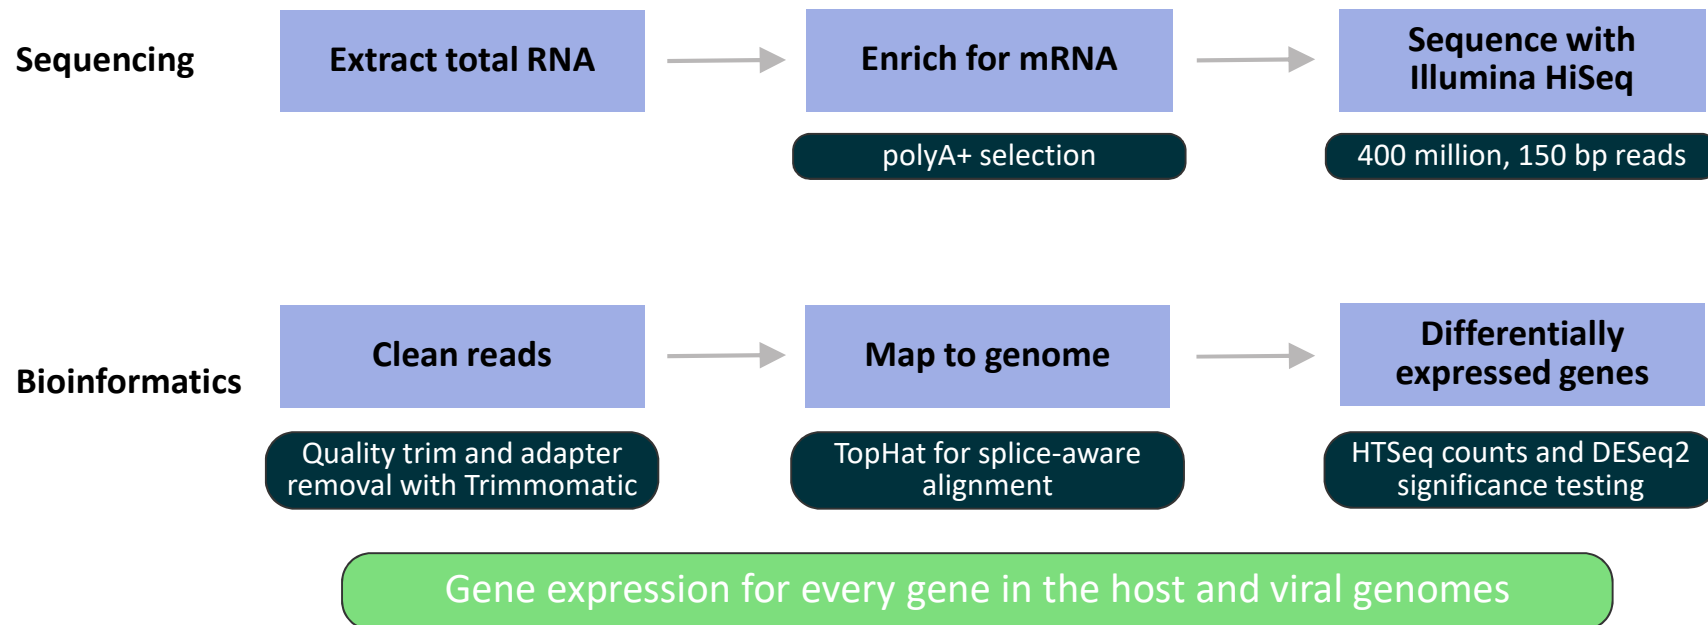 Sequencing
Extract total RNA
Enrich for mRNA
Sequence with
Illumina HiSeq
polyA+ selection
400 million, 150 bp reads
Bioinformatics
Clean reads
Map to genome
Differentially
expressed genes
Quality trim and adapter
removal with Trimmomatic
TopHat for splice-aware
alignment
HTSeq counts and DESeq2
significance testing
Gene expression for every gene in the host and viral genomes